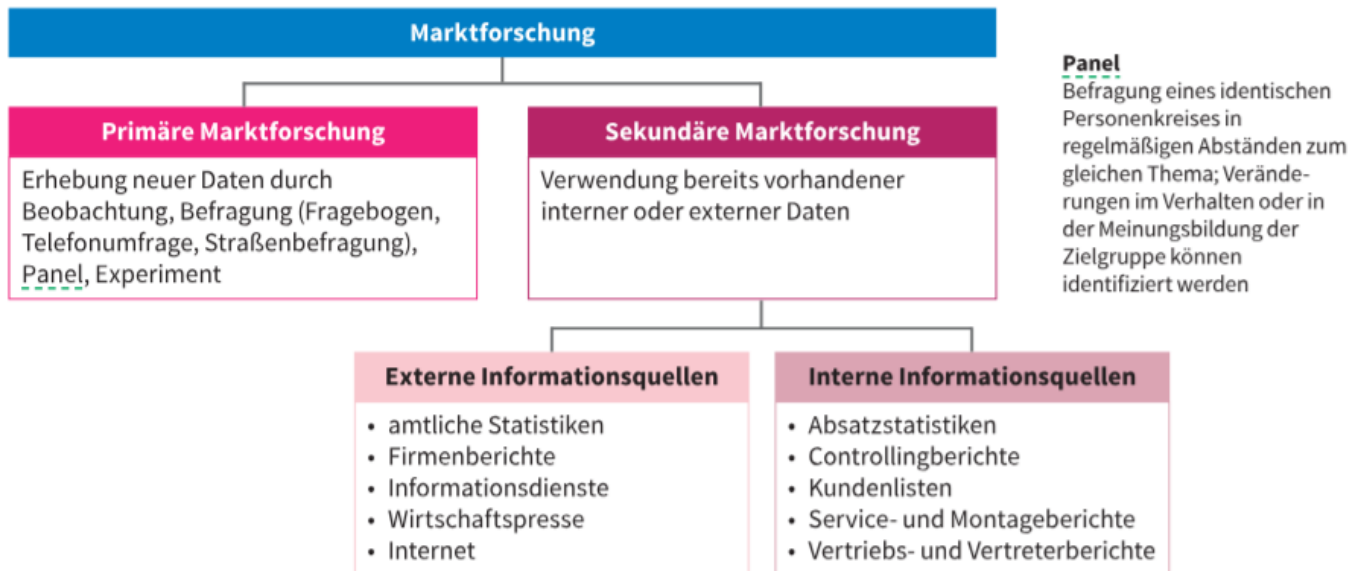 Marktforschung
Primäre Marktforschung
Erhebung neuer Daten durch
Beobachtung, Befragung (Fragebogen,
Telefonumfrage, Straßenbefragung),
Panel, Experiment
Sekundäre Marktforschung
Verwendung bereits vorhandener
interner oder externer Daten
Panel
Befragung eines identischen
Personenkreises in
regelmäßigen Abständen zum
gleichen Thema; Verände-
rungen im Verhalten oder in
der Meinungsbildung der
Zielgruppe können
identifiziert werden
Externe Informationsquellen
• amtliche Statistiken
• Firmenberichte
• Informationsdienste
• Wirtschaftspresse
• Internet
Interne Informationsquellen
• Absatzstatistiken
• Controllingberichte
• Kundenlisten
• Service- und Montageberichte
• Vertriebs- und Vertreterberichte